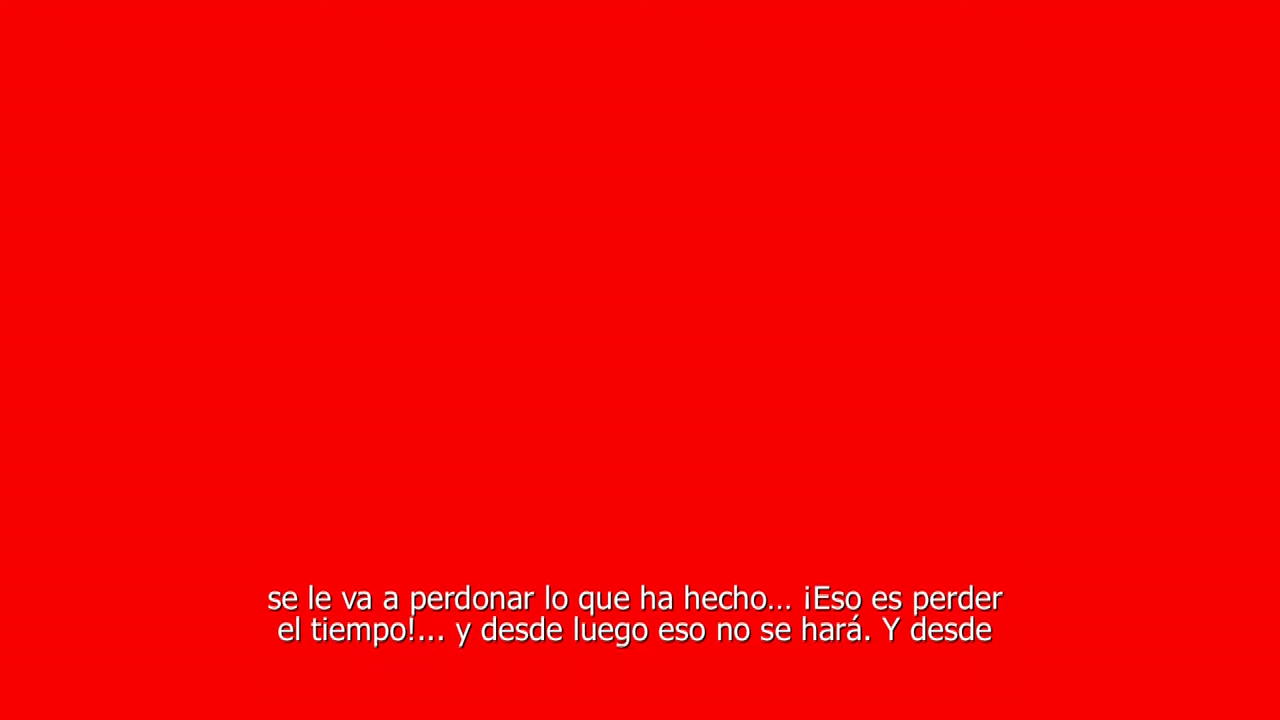 se le va a perdonar lo que ha hecho... ¡Eso es perder
el tiempo!... y desde luego eso no se hará. Y desde